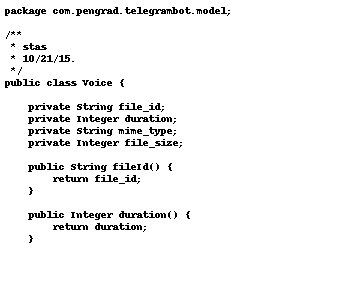 package com.pengrad.telegrambot.model;

/**
 * stas
 * 10/21/15.
 */
public class Voice {

    private String file_id;
    private Integer duration;
    private String mime_type;
    private Integer file_size;

    public String fileId() {
        return file_id;
    }

    public Integer duration() {
        return duration;
    }